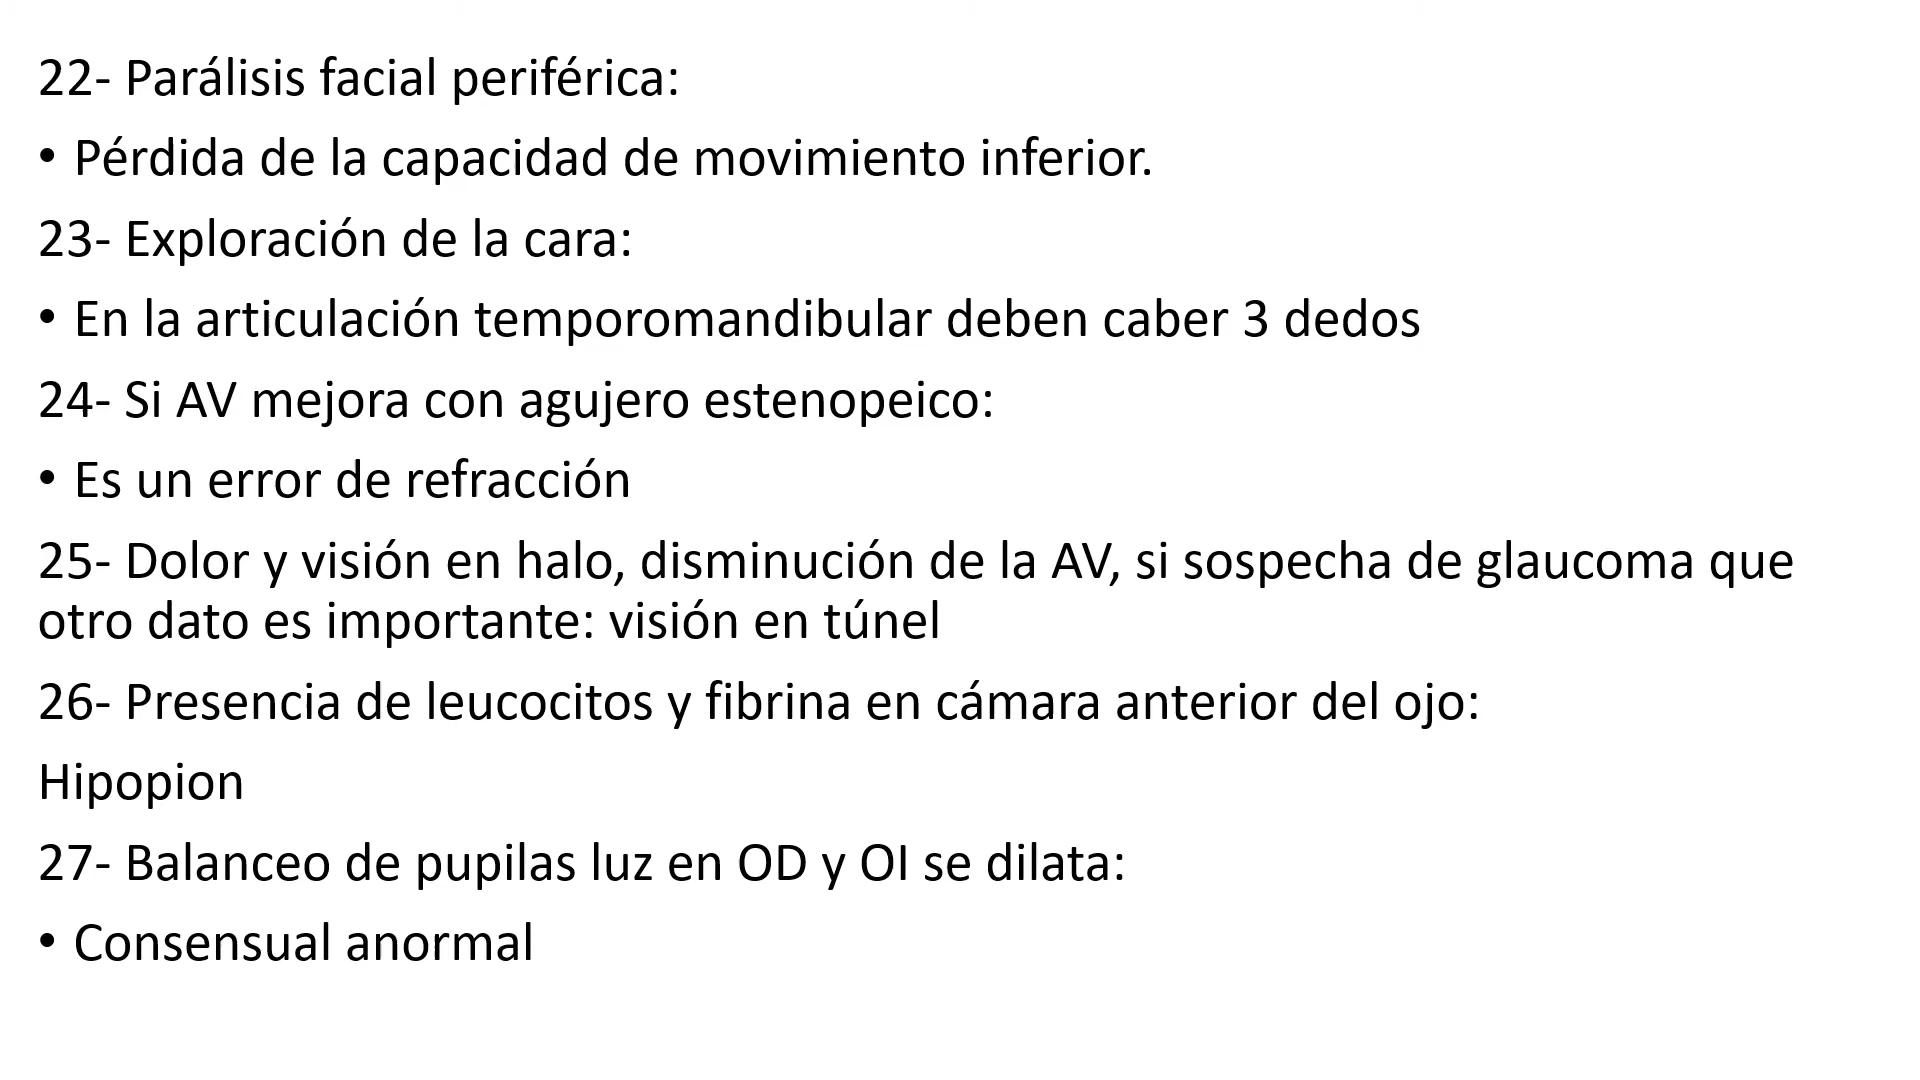 22- Parálisis facial periférica:
• Pérdida de la capacidad de movimiento inferior.
23- Exploración de la cara:
• En la articulación temporomandibular deben caber 3 dedos
24- Si AV mejora con agujero estenopeico:
• Es un error de refracción
25- Dolor y visión en halo, disminución de la AV, si sospecha de glaucoma que
otro dato es importante: visión en túnel
26- Presencia de leucocitos y fibrina en cámara anterior del ojo:
Hipopion
27- Balanceo de pupilas luz en OD y OI se dilata:
• Consensual anormal